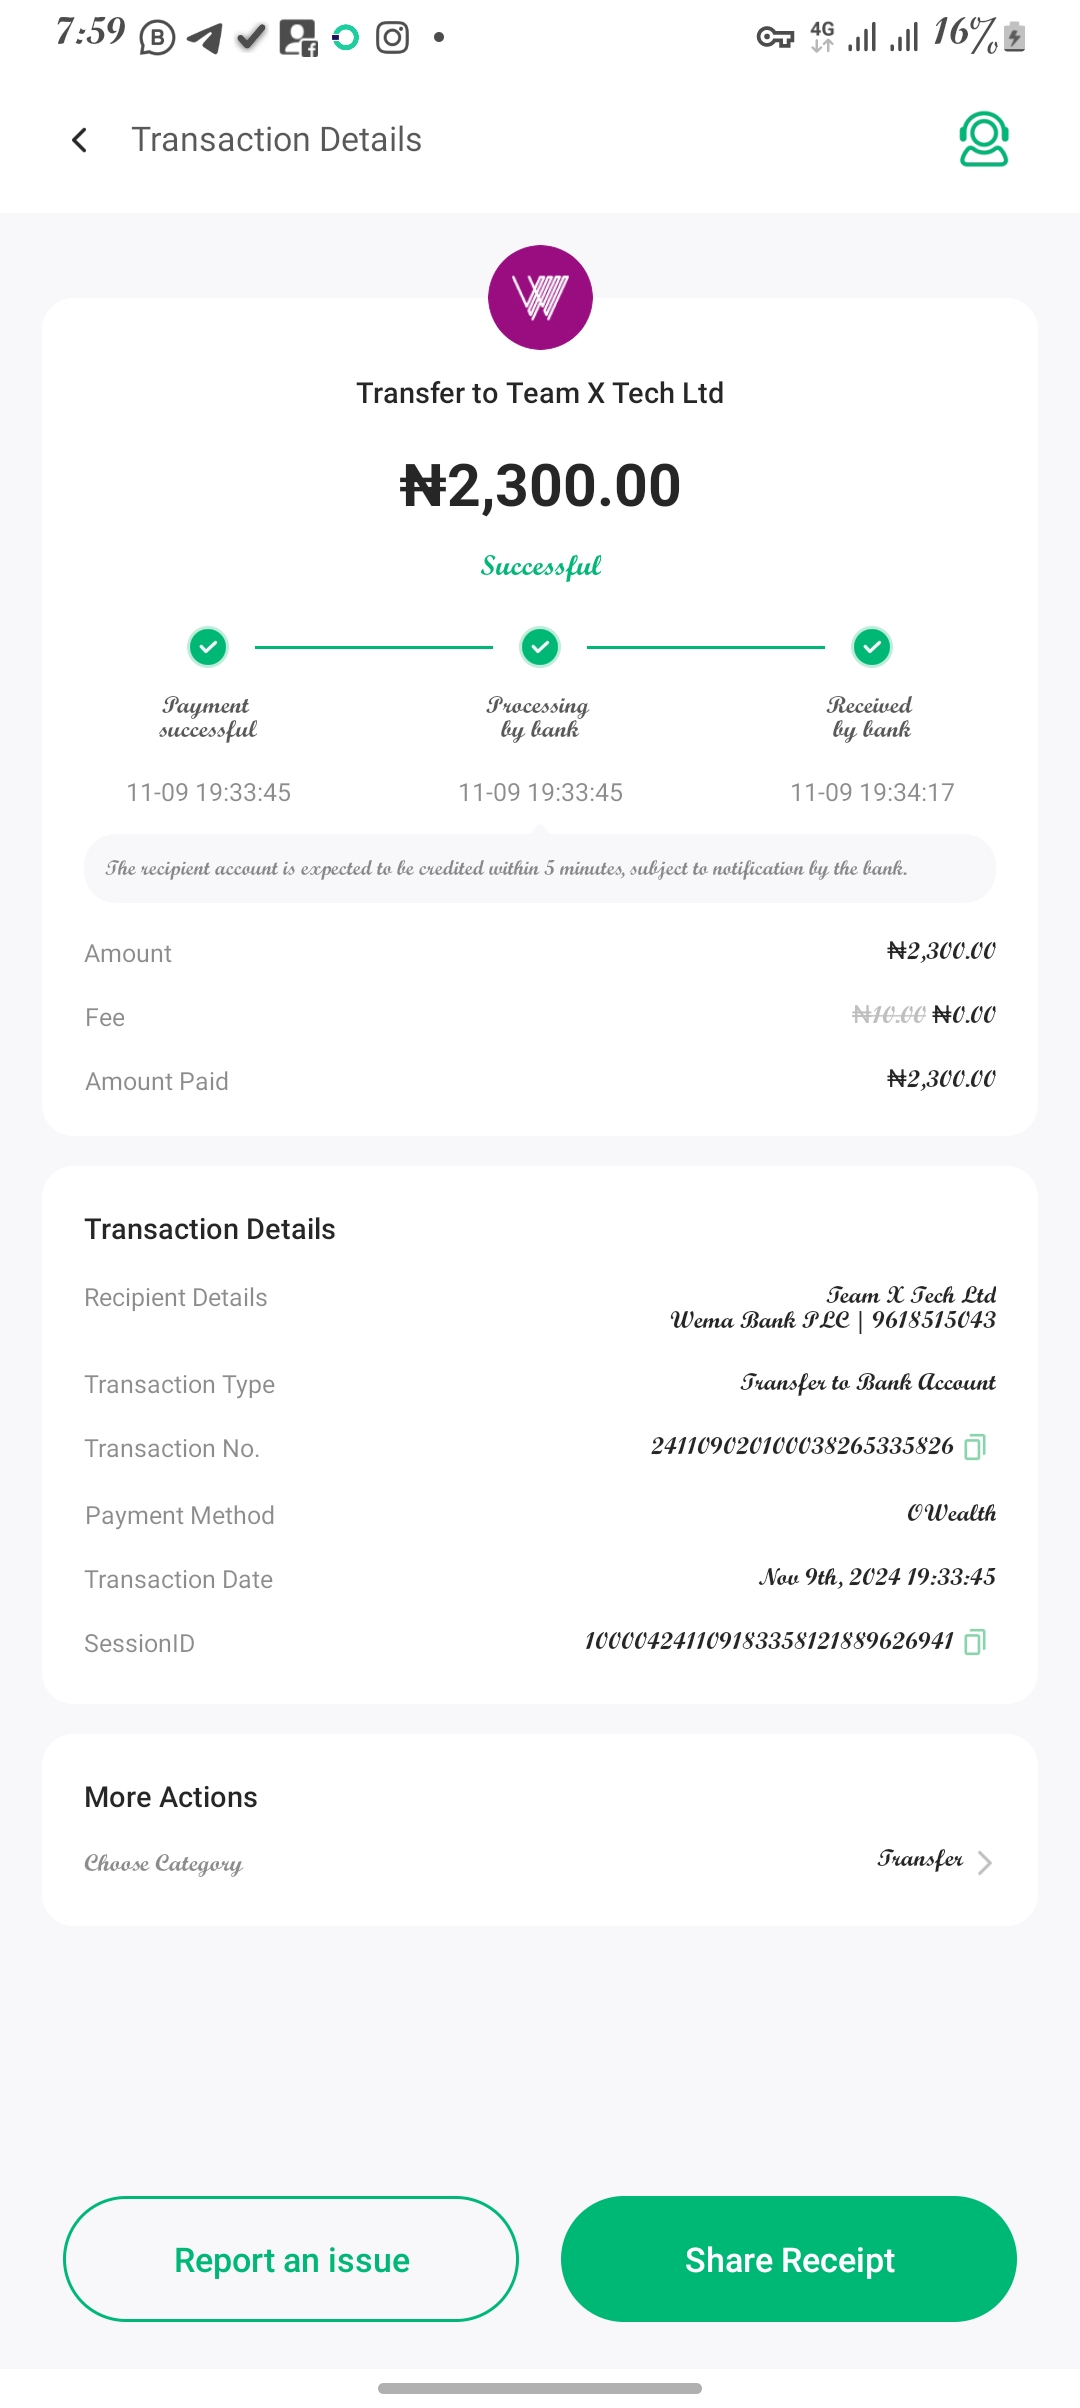 7:59
4G
16%
Transaction Details
Transfer to Team X Tech Ltd
₦2,300.00
Successful
Payment successful
Processing by bank
Received by bank
11-09 19:33:45
11-09 19:33:45
11-09 19:34:17
The recipient account is expected to be credited within 5 minutes, subject to notification by the bank.
Amount ₦2,300.00
Fee ₦10.00 ₦0.00
Amount Paid ₦2,300.00
Transaction Details
Recipient Details Team X Tech Ltd
Wema Bank PLC | 9618515043
Transaction Type Transfer to Bank Account
Transaction No. 241109020100038265335826
Payment Method OWealth
Transaction Date Nov 9th, 2024 19:33:45
SessionID 100004241109183358121889626941
More Actions
Choose Category Transfer
Report an issue
Share Receipt